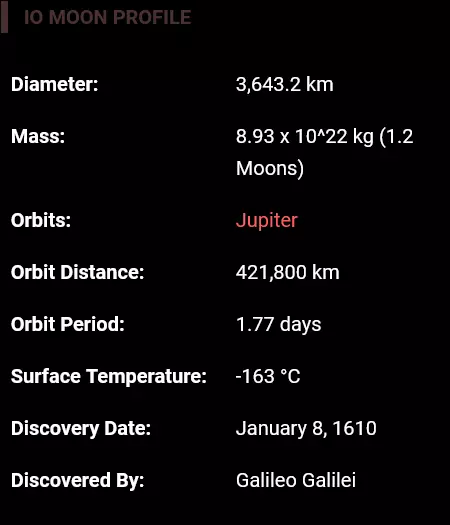 IO MOON PROFILE
Diameter: 3,643.2 km
Mass: 8.93 x 10^22 kg (1.2
Moons)
Orbits: Jupiter
Orbit Distance: 421,800 km
Orbit Period: 1.77 days
Surface Temperature: -163 °C
Discovery Date: January 8, 1610
Discovered By: Galileo Galilei